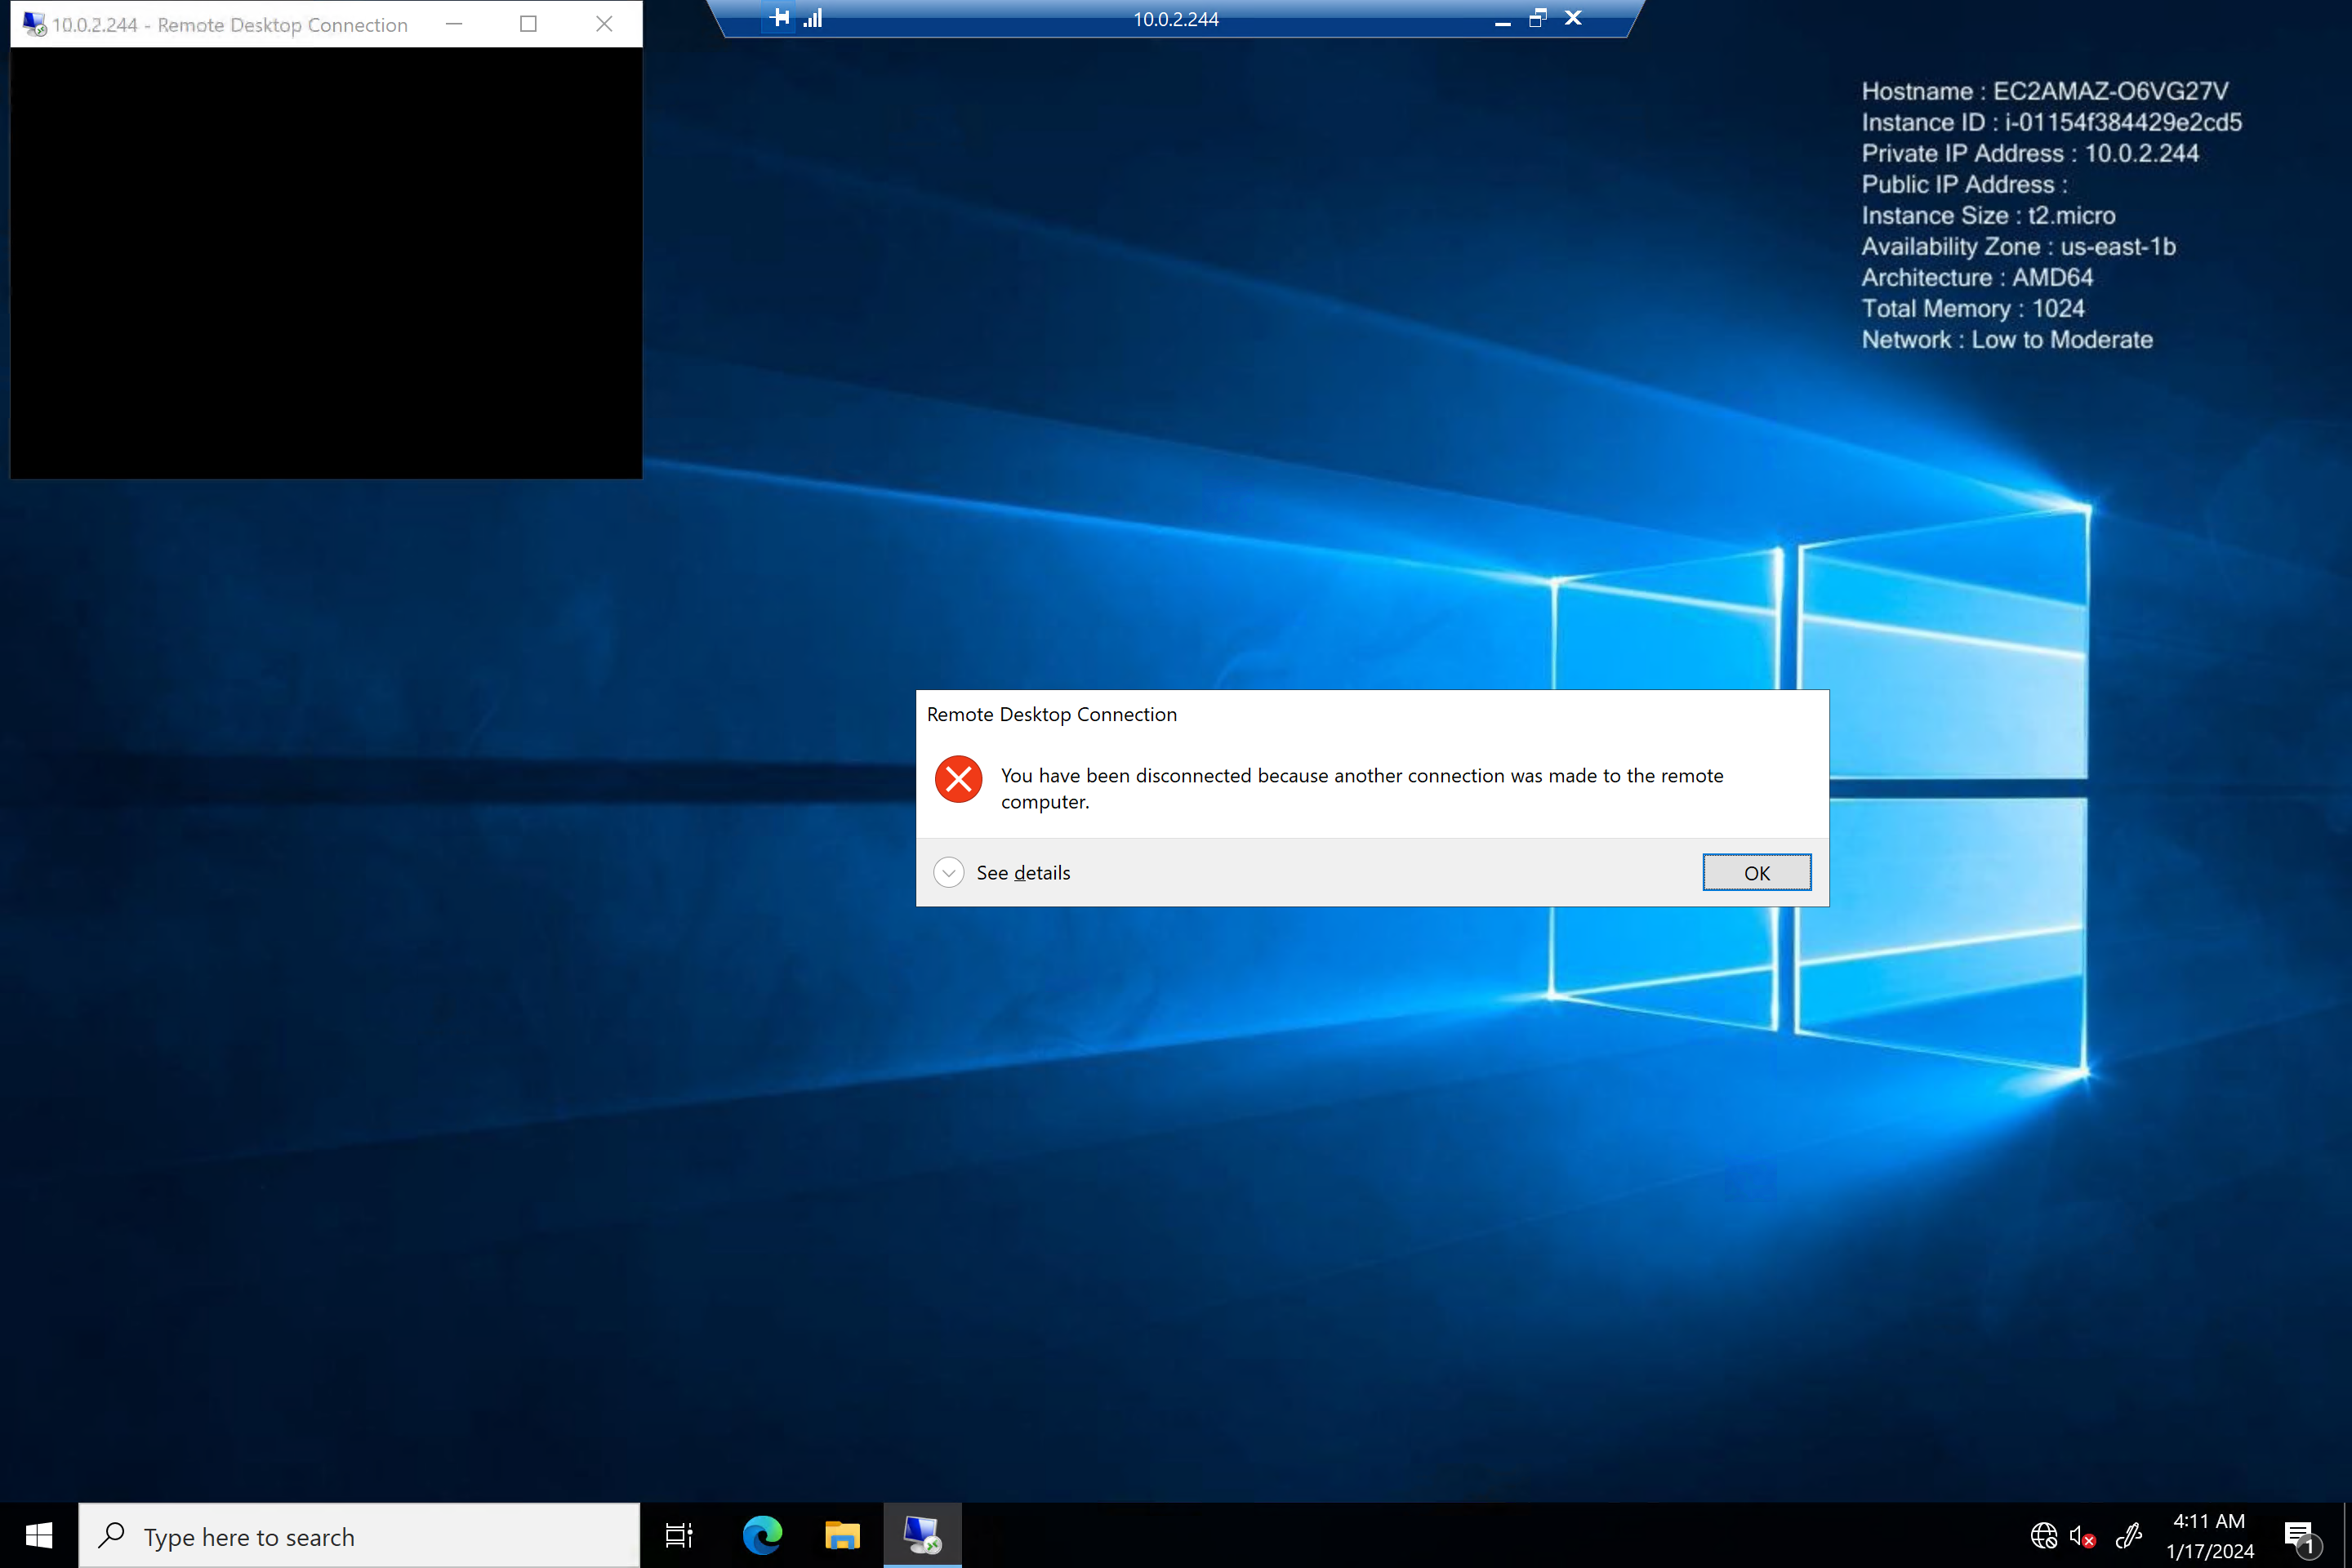 10.0.2.244 - Remote Desktop Connection
10.0.2.244
Hostname : EC2AMAZ-O6VG27V
Instance ID : i-01154f384429e2cd5
Private IP Address : 10.0.2.244
Public IP Address :
Instance Size : t2.micro
Availability Zone : us-east-1b
Architecture : AMD64
Total Memory : 1024
Network : Low to Moderate
Remote Desktop Connection
You have been disconnected because another connection was made to the remote
computer.
See details
OK
Type here to search
4:11 AM
1/17/2024
1